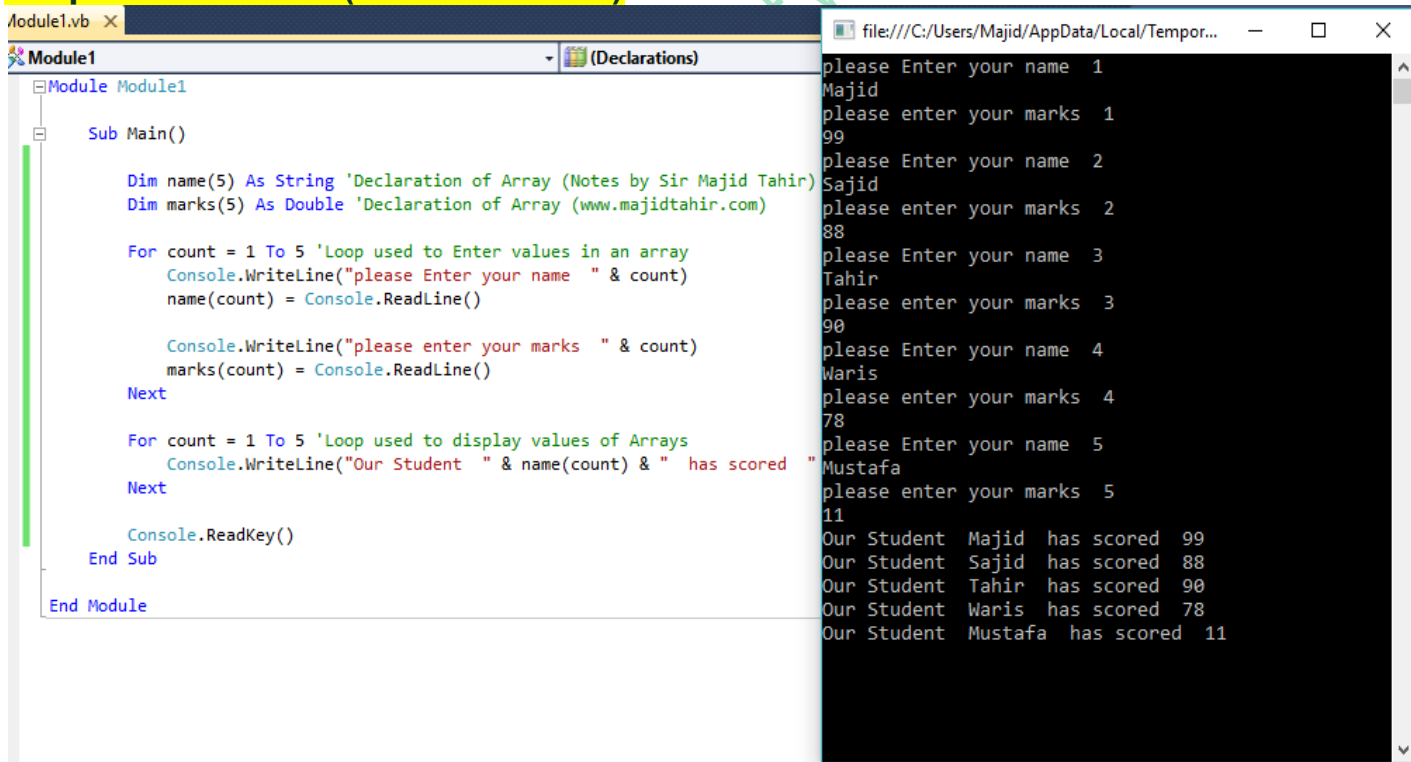 Module1.vb
Module1
(Declarations)
Module Module1
Sub Main()
Dim name(5) As String 'Declaration of Array (Notes by Sir Majid Tahir)
Dim marks(5) As Double 'Declaration of Array (www.majidtahir.com)
For count = 1 To 5 'Loop used to Enter values in an array
Console.WriteLine("please Enter your name  " & count)
name(count) = Console.ReadLine()
Console.WriteLine("please enter your marks  " & count)
marks(count) = Console.ReadLine()
Next
For count = 1 To 5 'Loop used to display values of Arrays
Console.WriteLine("Our Student  " & name(count) & "  has scored  "
Next
Console.ReadKey()
End Sub
End Module
file:///C:/Users/Majid/AppData/Local/Tempor...
please Enter your name  1
Majid
please enter your marks  1
99
please Enter your name  2
Sajid
please enter your marks  2
88
please Enter your name  3
Tahir
please enter your marks  3
90
please Enter your name  4
Waris
please enter your marks  4
78
please Enter your name  5
Mustafa
please enter your marks  5
11
Our Student  Majid  has scored  99
Our Student  Sajid  has scored  88
Our Student  Tahir  has scored  90
Our Student  Waris  has scored  78
Our Student  Mustafa  has scored  11